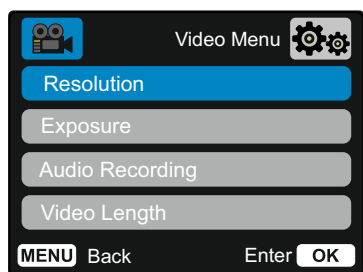 Video Menu
Resolution
Exposure
Audio Recording
Video Length
MENU Back Enter OK